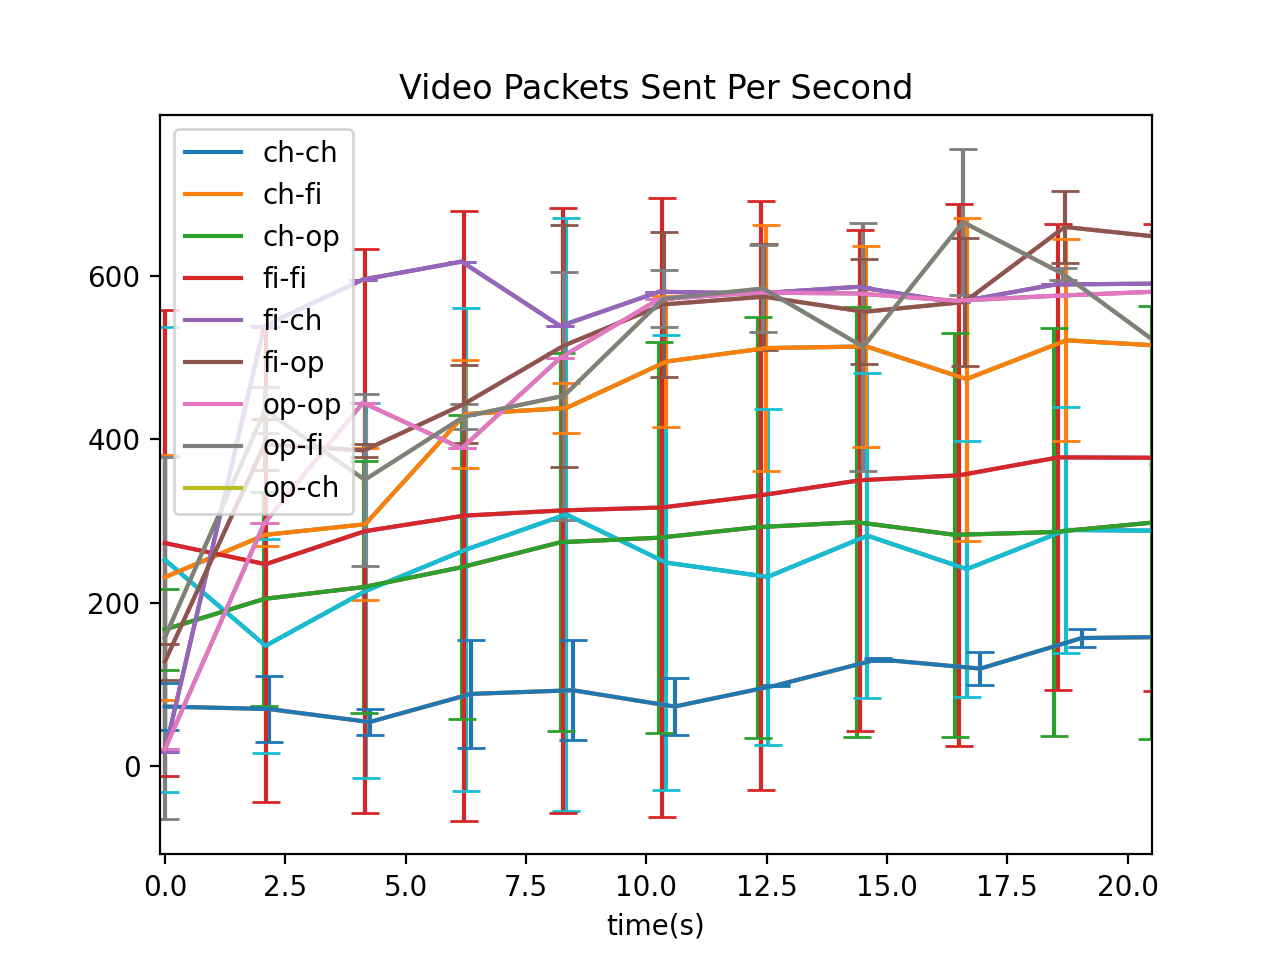 Video Packets Sent Per Second
ch-ch
ch-fi
ch-op
fi-fi
fi-ch
fi-op
op-op
op-fi
op-ch
600
400
200
0
0.0 2.5 5.0 7.5 10.0 12.5 15.0 17.5 20.0
time(s)